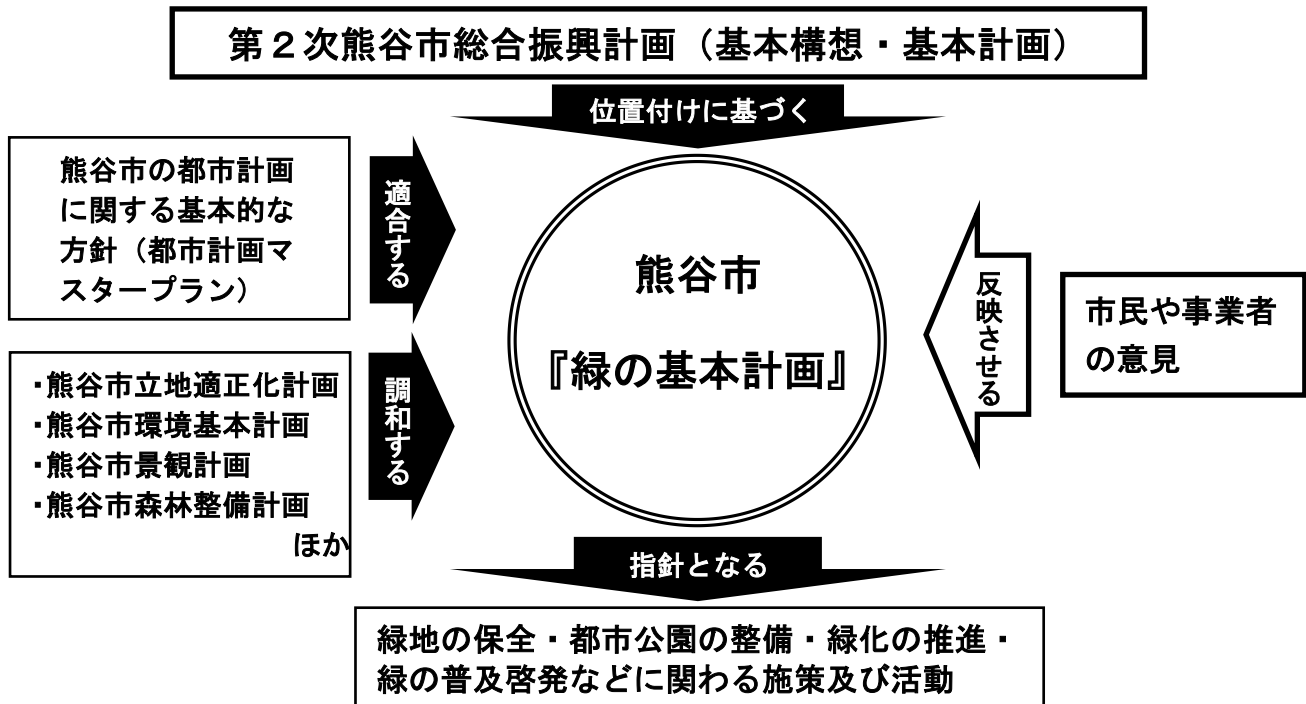 第２次熊谷市総合振興計画（基本構想・基本計画）
位置付けに基づく
熊谷市の都市計画
に関する基本的な
方針（都市計画マ
スタープラン）
適合する
・熊谷市立地適正化計画
・熊谷市環境基本計画
・熊谷市景観計画
・熊谷市森林整備計画
ほか
調和する
熊谷市
『緑の基本計画』
反映させる
市民や事業者
の意見
指針となる
緑地の保全・都市公園の整備・緑化の推進・
緑の普及啓発などに関わる施策及び活動